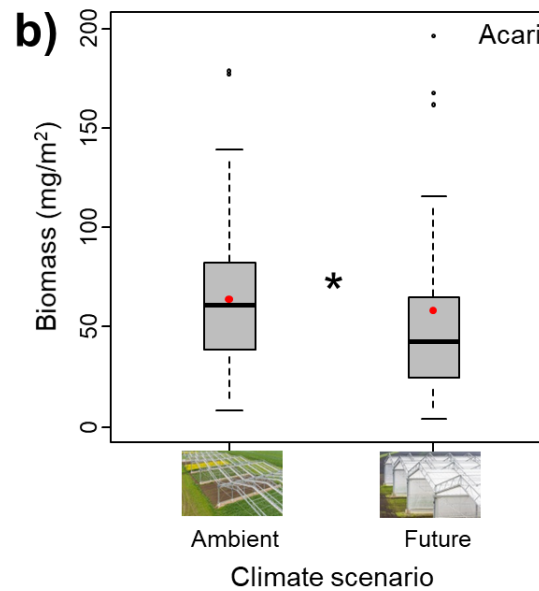 b)
Acari
Biomass (mg/m²)
200
150
100
50
0
*
Ambient
Future
Climate scenario